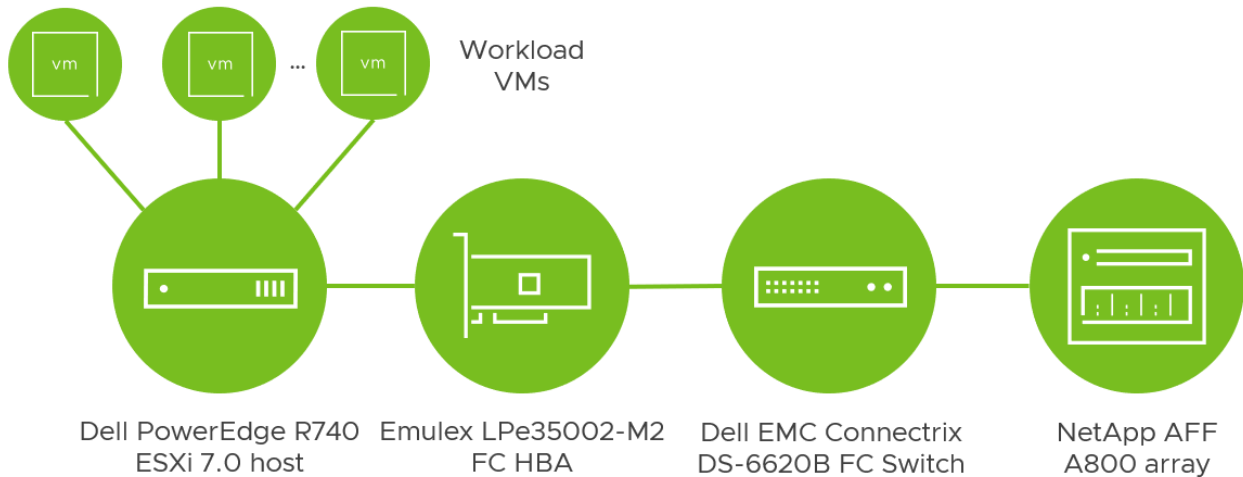 vm
vm
...
vm
Workload
VMs
Dell PowerEdge R740
ESXi 7.0 host
Emulex LPe35002-M2
FC HBA
Dell EMC Connectrix
DS-6620B FC Switch
NetApp AFF
A800 array